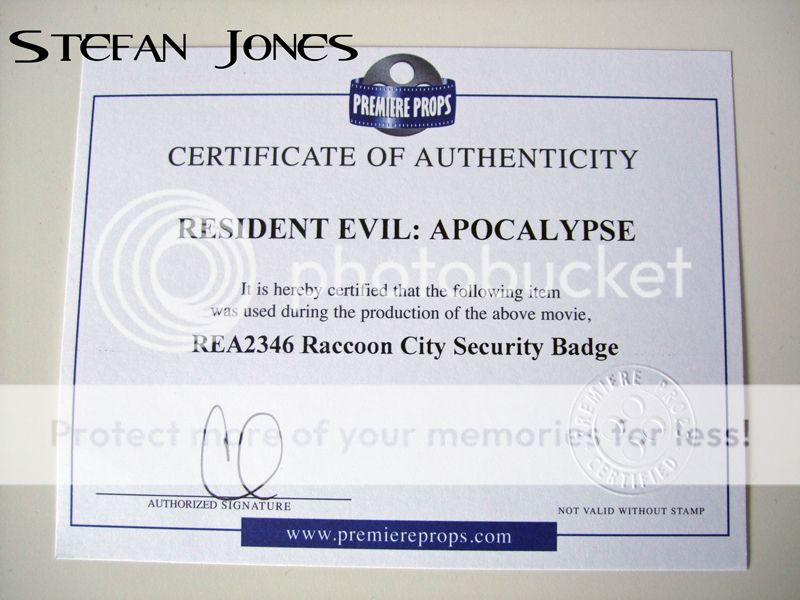 Stefan Jones
PREMIERE PROPS
CERTIFICATE OF AUTHENTICITY
RESIDENT EVIL: APOCALYPSE
photobucket
It is hereby certified that the following item
was used during the production of the above movie,
REA2346 Raccoon City Security Badge
PREMIERE PROPS
CERTIFIED
Protect more of your memories for less!
AUTHORIZED SIGNATURE
NOT VALID WITHOUT STAMP
www.premiereprops.com